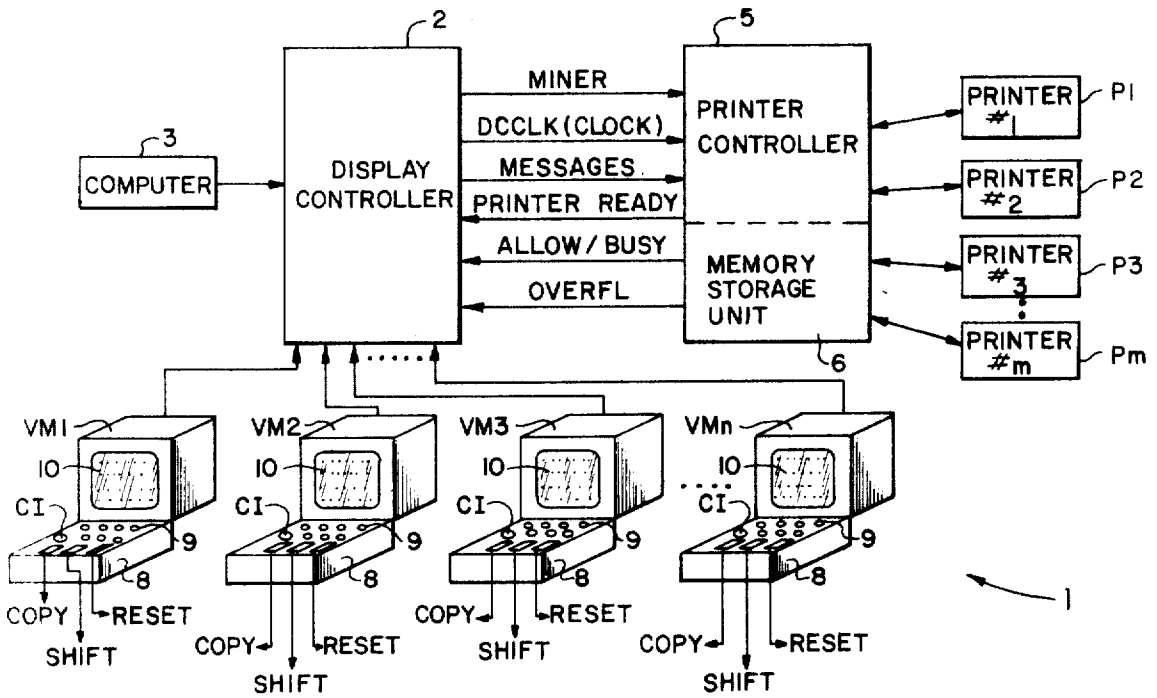 2
5
3
COMPUTER
DISPLAY
CONTROLLER
MINER
DCCLK (CLOCK)
MESSAGES
PRINTER READY
ALLOW/BUSY
OVERFL
PRINTER
CONTROLLER
MEMORY
STORAGE
UNIT
6
PRINTER
#1
P1
PRINTER
#2
P2
PRINTER
#3
P3
PRINTER
#m
Pm
VM1
10
CI
9
8
COPY
RESET
SHIFT
VM2
10
CI
9
8
COPY
RESET
SHIFT
VM3
10
CI
9
8
COPY
RESET
SHIFT
VMn
10
CI
9
8
COPY
RESET
SHIFT
1